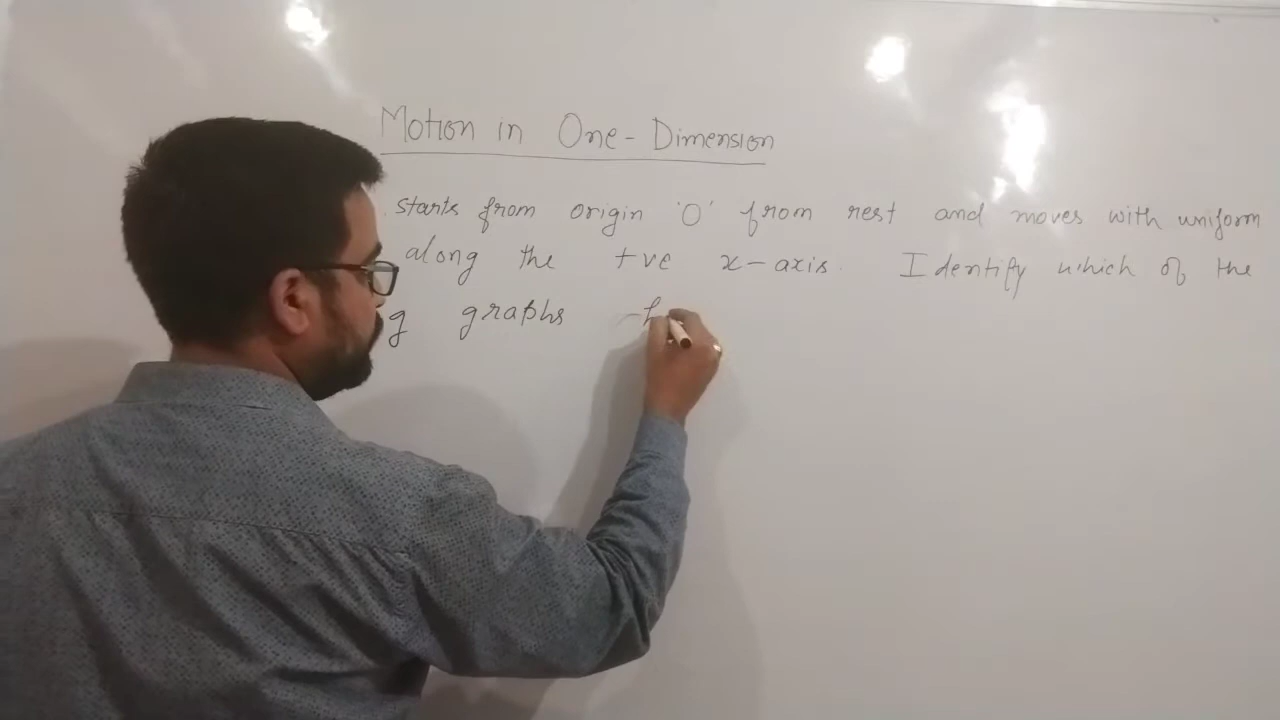 Motion in One-Dimension
starts from origin 'O' from rest and moves with uniform
along the +ve x-axis. Identify which of the
g graphs